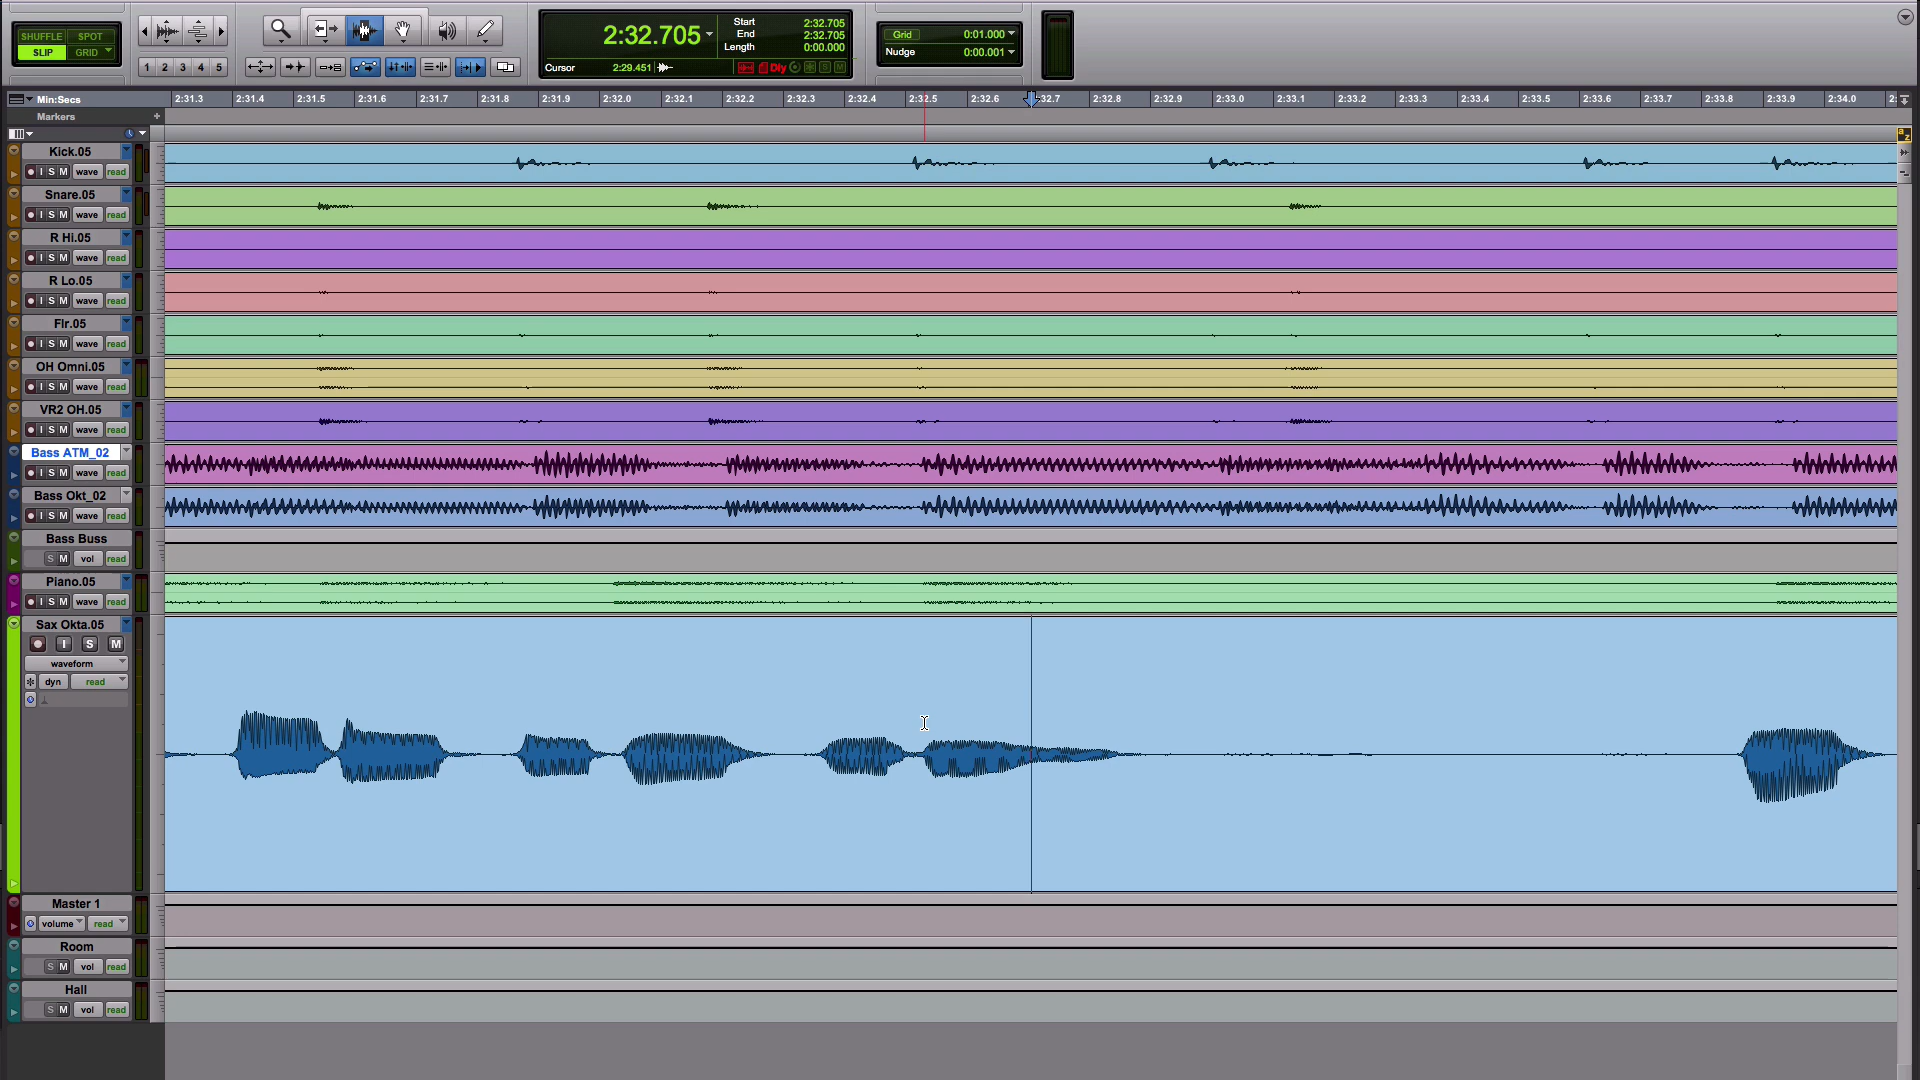 SHUFFLE SPOT
SLIP GRID
1 2 3 4 5
2:32.705
Start 2:32.705
End 2:32.705
Length 0:00.000
Cursor 2:29.451
Dly S M
Grid 0:01.000
Nudge 0:00.001
Min:Secs 2:31.3 2:31.4 2:31.5 2:31.6 2:31.7 2:31.8 2:31.9 2:32.0 2:32.1 2:32.2 2:32.3 2:32.4 2:32.5 2:32.6 32.7 2:32.8 2:32.9 2:33.0 2:33.1 2:33.2 2:33.3 2:33.4 2:33.5 2:33.6 2:33.7 2:33.8 2:33.9 2:34.0 2:
Markers +
a z
Kick.05
I S M wave read
Snare.05
I S M wave read
R Hi.05
I S M wave read
R Lo.05
I S M wave read
Flr.05
I S M wave read
OH Omni.05
I S M wave read
VR2 OH.05
I S M wave read
Bass ATM_02
I S M wave read
Bass Okt_02
I S M wave read
Bass Buss
S M vol read
Piano.05
I S M wave read
Sax Okta.05
I S M
waveform
dyn read
Master 1
volume read
Room
S M vol read
Hall
S M vol read